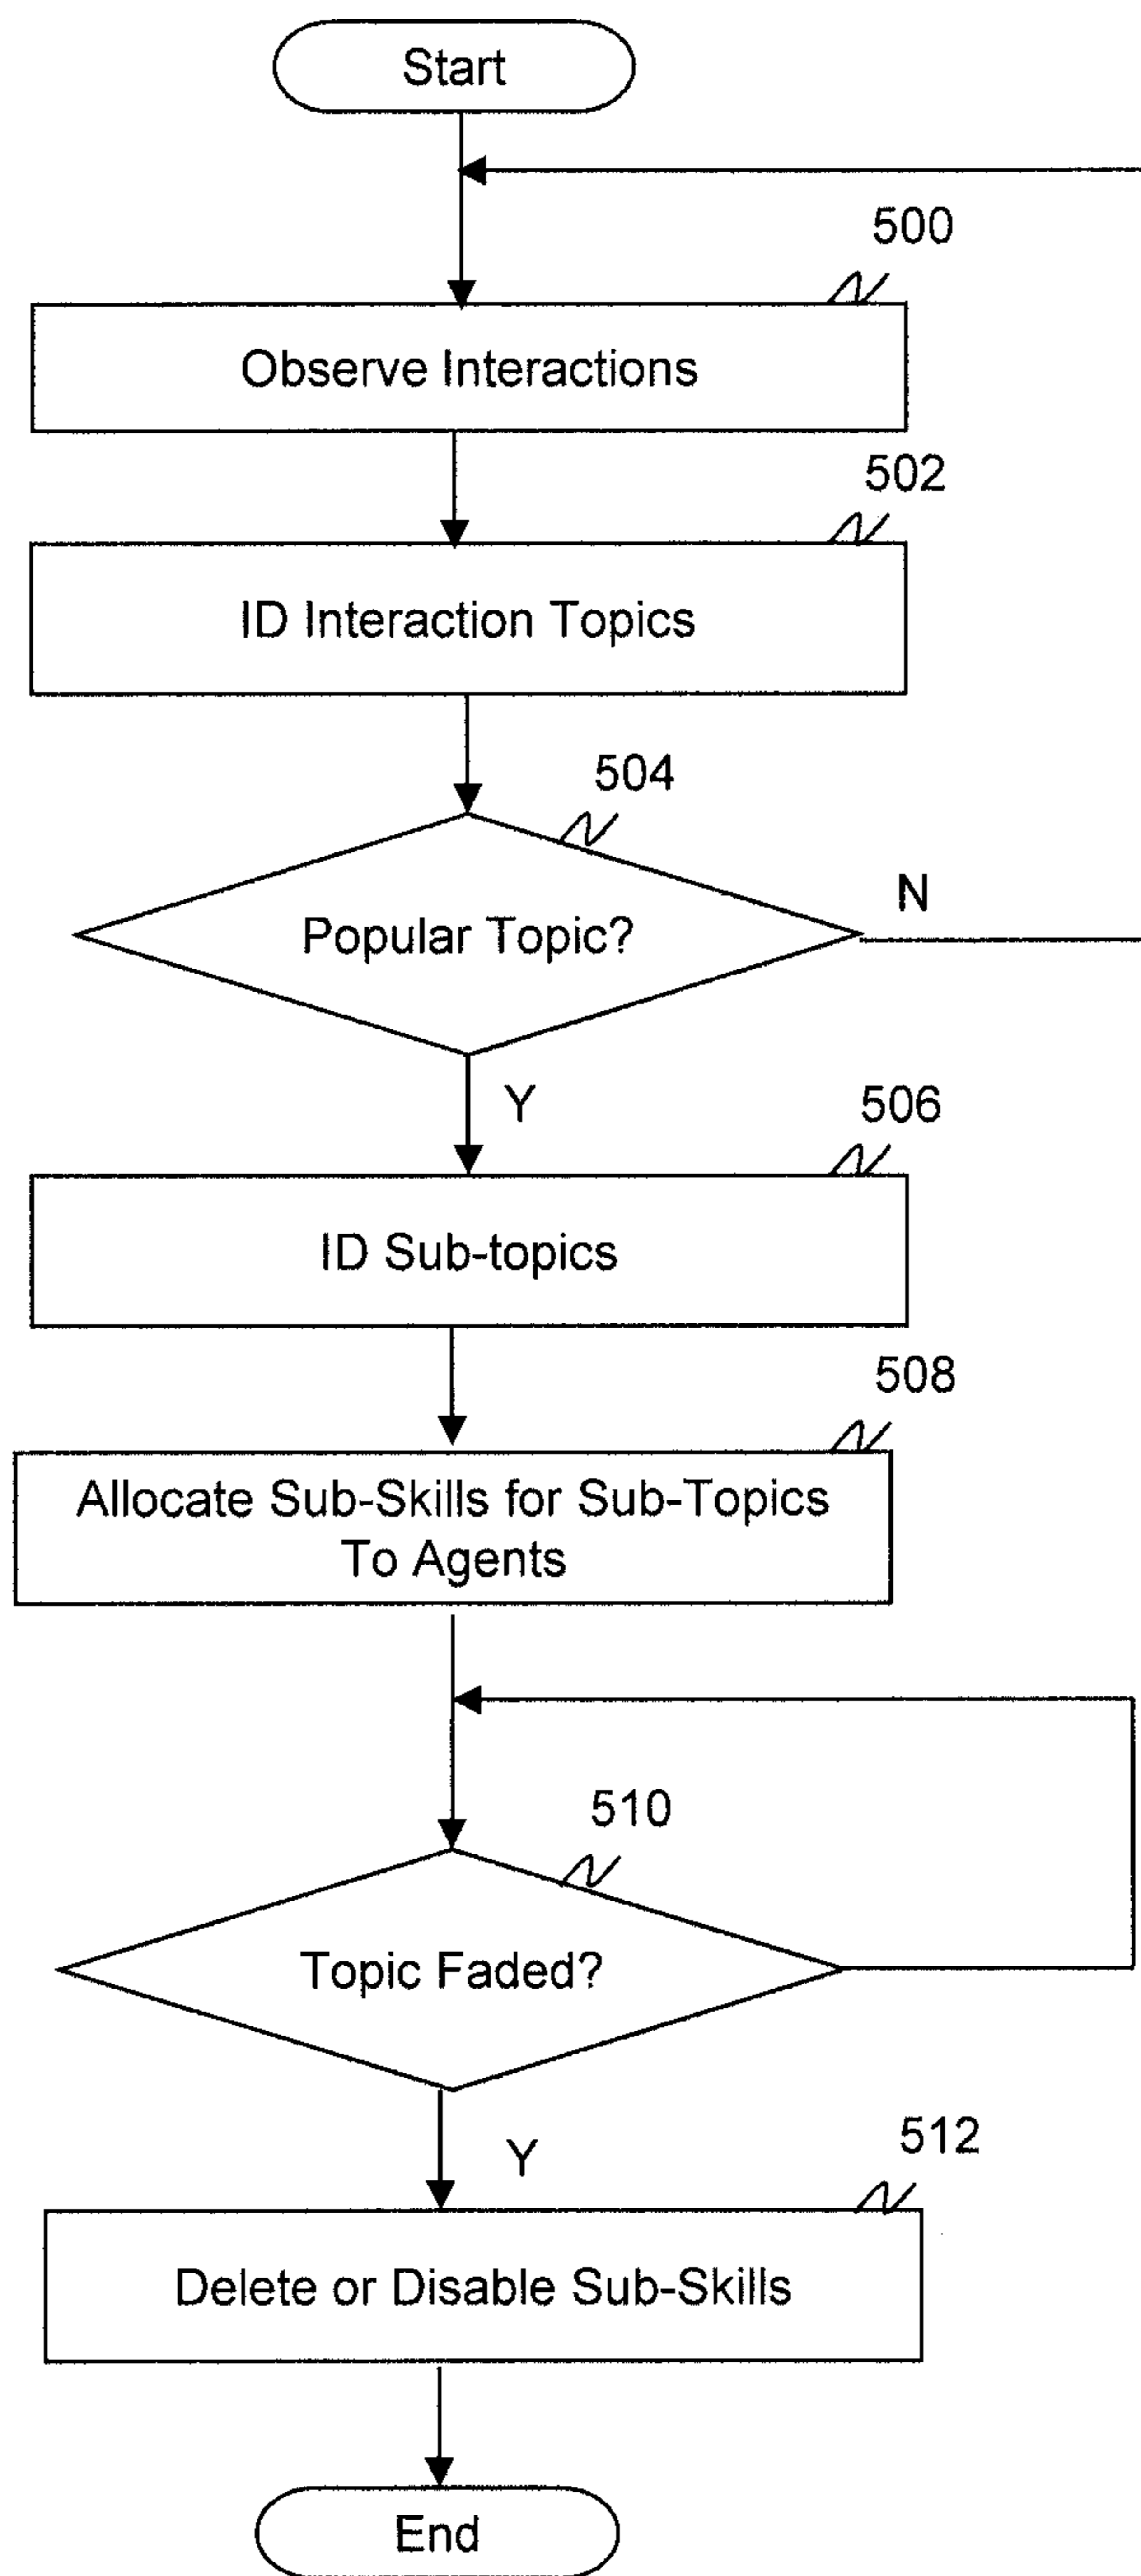 Start
500
Observe Interactions
502
ID Interaction Topics
504
Popular Topic?
N
Y
506
ID Sub-topics
508
Allocate Sub-Skills for Sub-Topics
To Agents
510
Topic Faded?
Y
512
Delete or Disable Sub-Skills
End